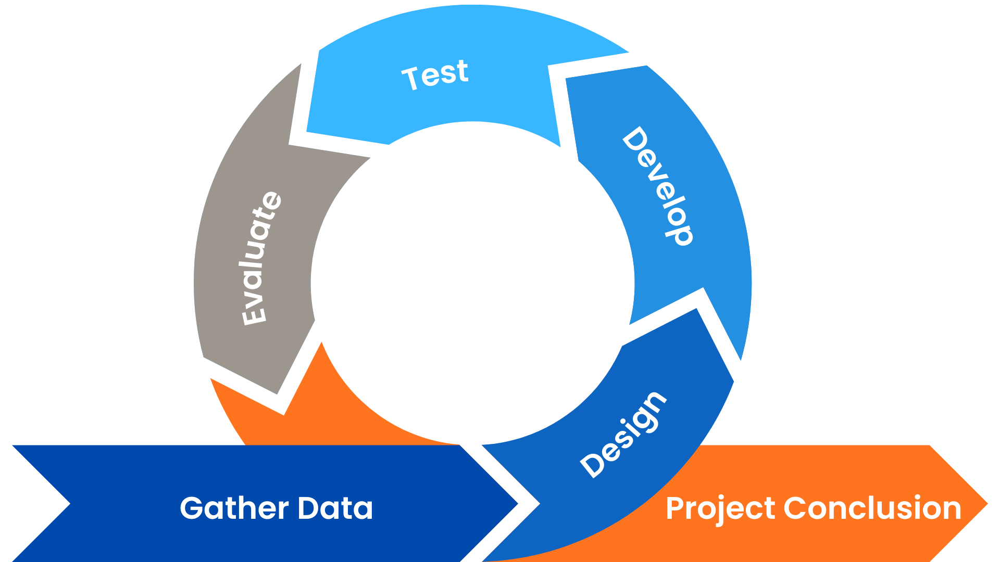 Test
Develop
Evaluate
Design
Gather Data
Project Conclusion